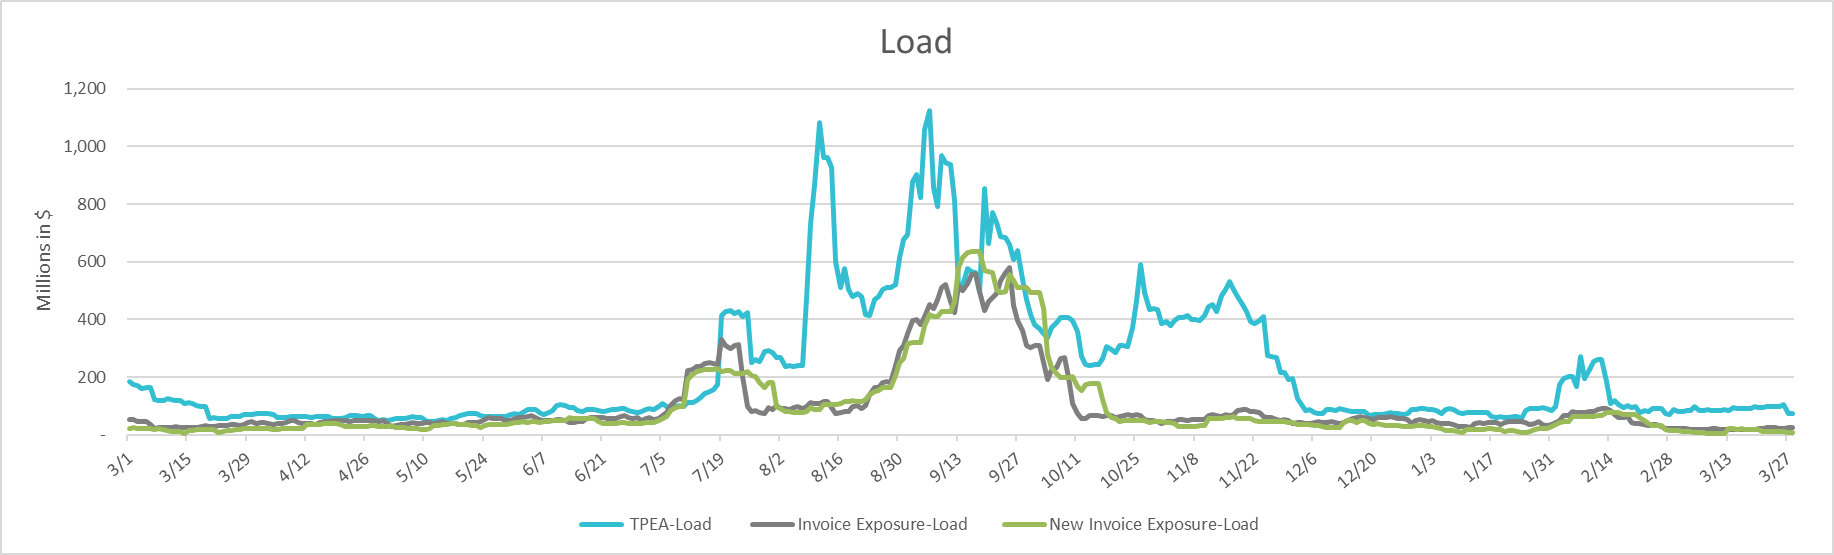 Load
Millions in $
1,200
1,000
800
600
400
200
-
3/1 3/15 3/29 4/12 4/26 5/10 5/24 6/7 6/21 7/5 7/19 8/2 8/16 8/30 9/13 9/27 10/11 10/25 11/8 11/22 12/6 12/20 1/3 1/17 1/31 2/14 2/28 3/13 3/27
TPEA-Load Invoice Exposure-Load New Invoice Exposure-Load